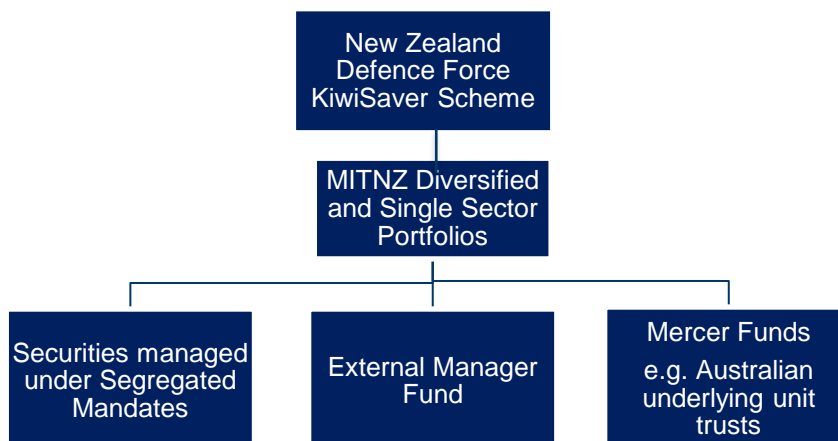 New Zealand
Defence Force
KiwiSaver Scheme
MITNZ Diversified
and Single Sector
Portfolios
Securities managed
under Segregated
Mandates
External Manager
Fund
Mercer Funds
e.g. Australian
underlying unit
trusts